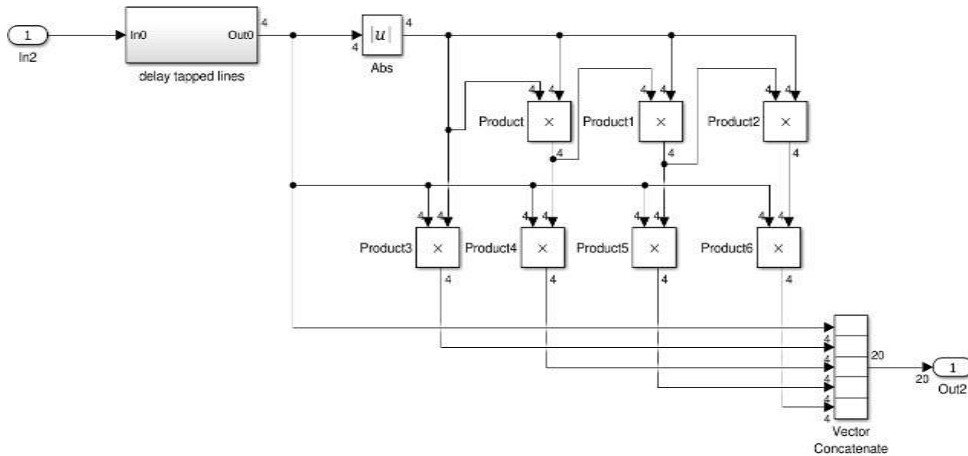 4
4
1
In0
Out0
|u|
4
In2
Abs
delay tapped lines
4 4
4 4
4 4
Product
×
Product1
×
Product2
×
4
4
4
4 4
4 4
4 4
4 4
Product3
×
Product4
×
Product5
×
Product6
×
4
4
4
4
4
20
4
1
4
20
Out2
4
4
Vector
Concatenate